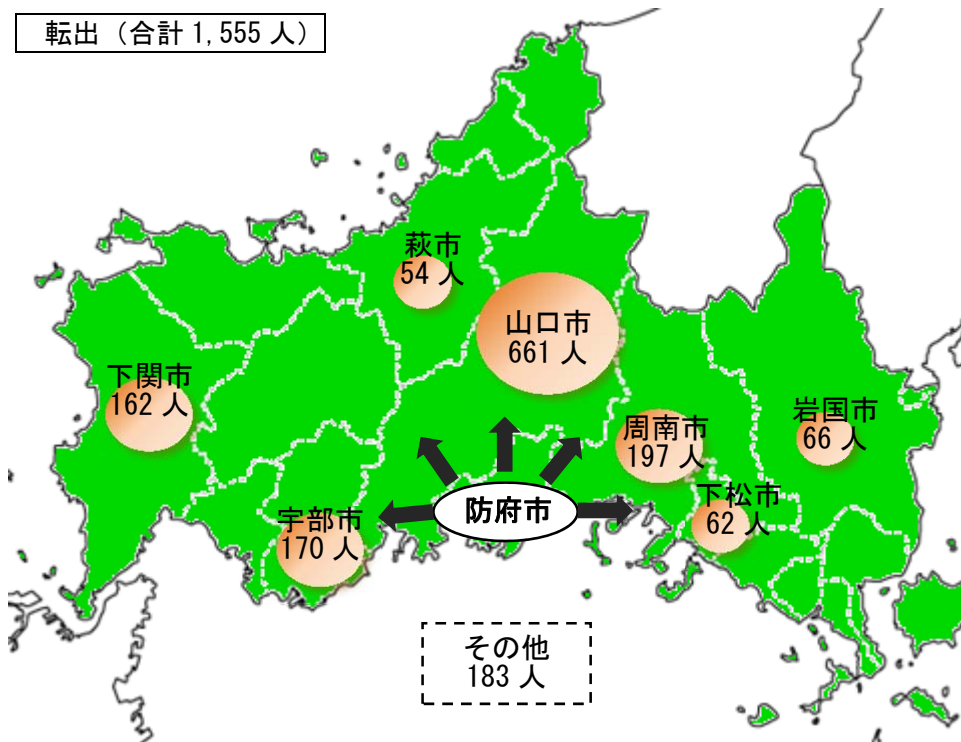 転出（合計 1,555 人）
萩市
54 人
山口市
661 人
下関市
162 人
周南市
197 人
岩国市
66 人
下松市
62 人
防府市
宇部市
170 人
その他
183 人